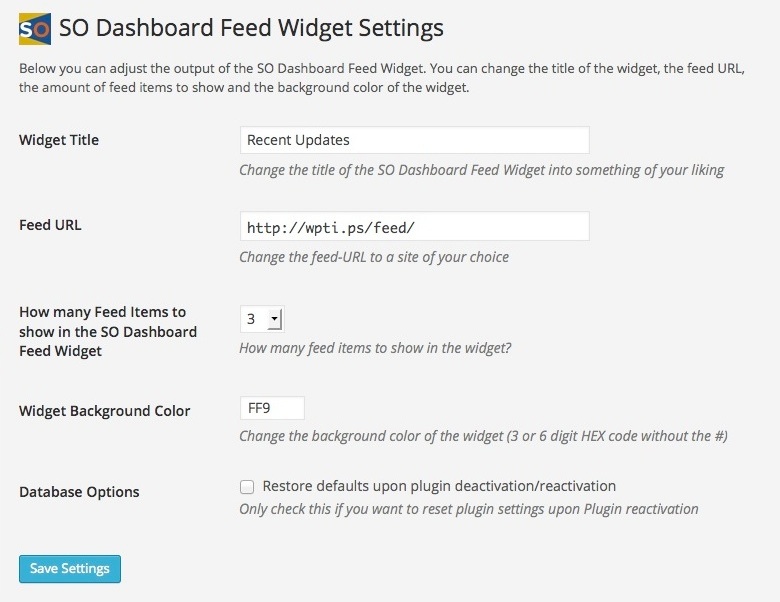 SO SO Dashboard Feed Widget Settings
Below you can adjust the output of the SO Dashboard Feed Widget. You can change the title of the widget, the feed URL,
the amount of feed items to show and the background color of the widget.
Widget Title
Recent Updates
Change the title of the SO Dashboard Feed Widget into something of your liking
Feed URL
http://wpti.ps/feed/
Change the feed-URL to a site of your choice
How many Feed Items to
show in the SO Dashboard
Feed Widget
3
How many feed items to show in the widget?
Widget Background Color
FF9
Change the background color of the widget (3 or 6 digit HEX code without the #)
Database Options
Restore defaults upon plugin deactivation/reactivation
Only check this if you want to reset plugin settings upon Plugin reactivation
Save Settings